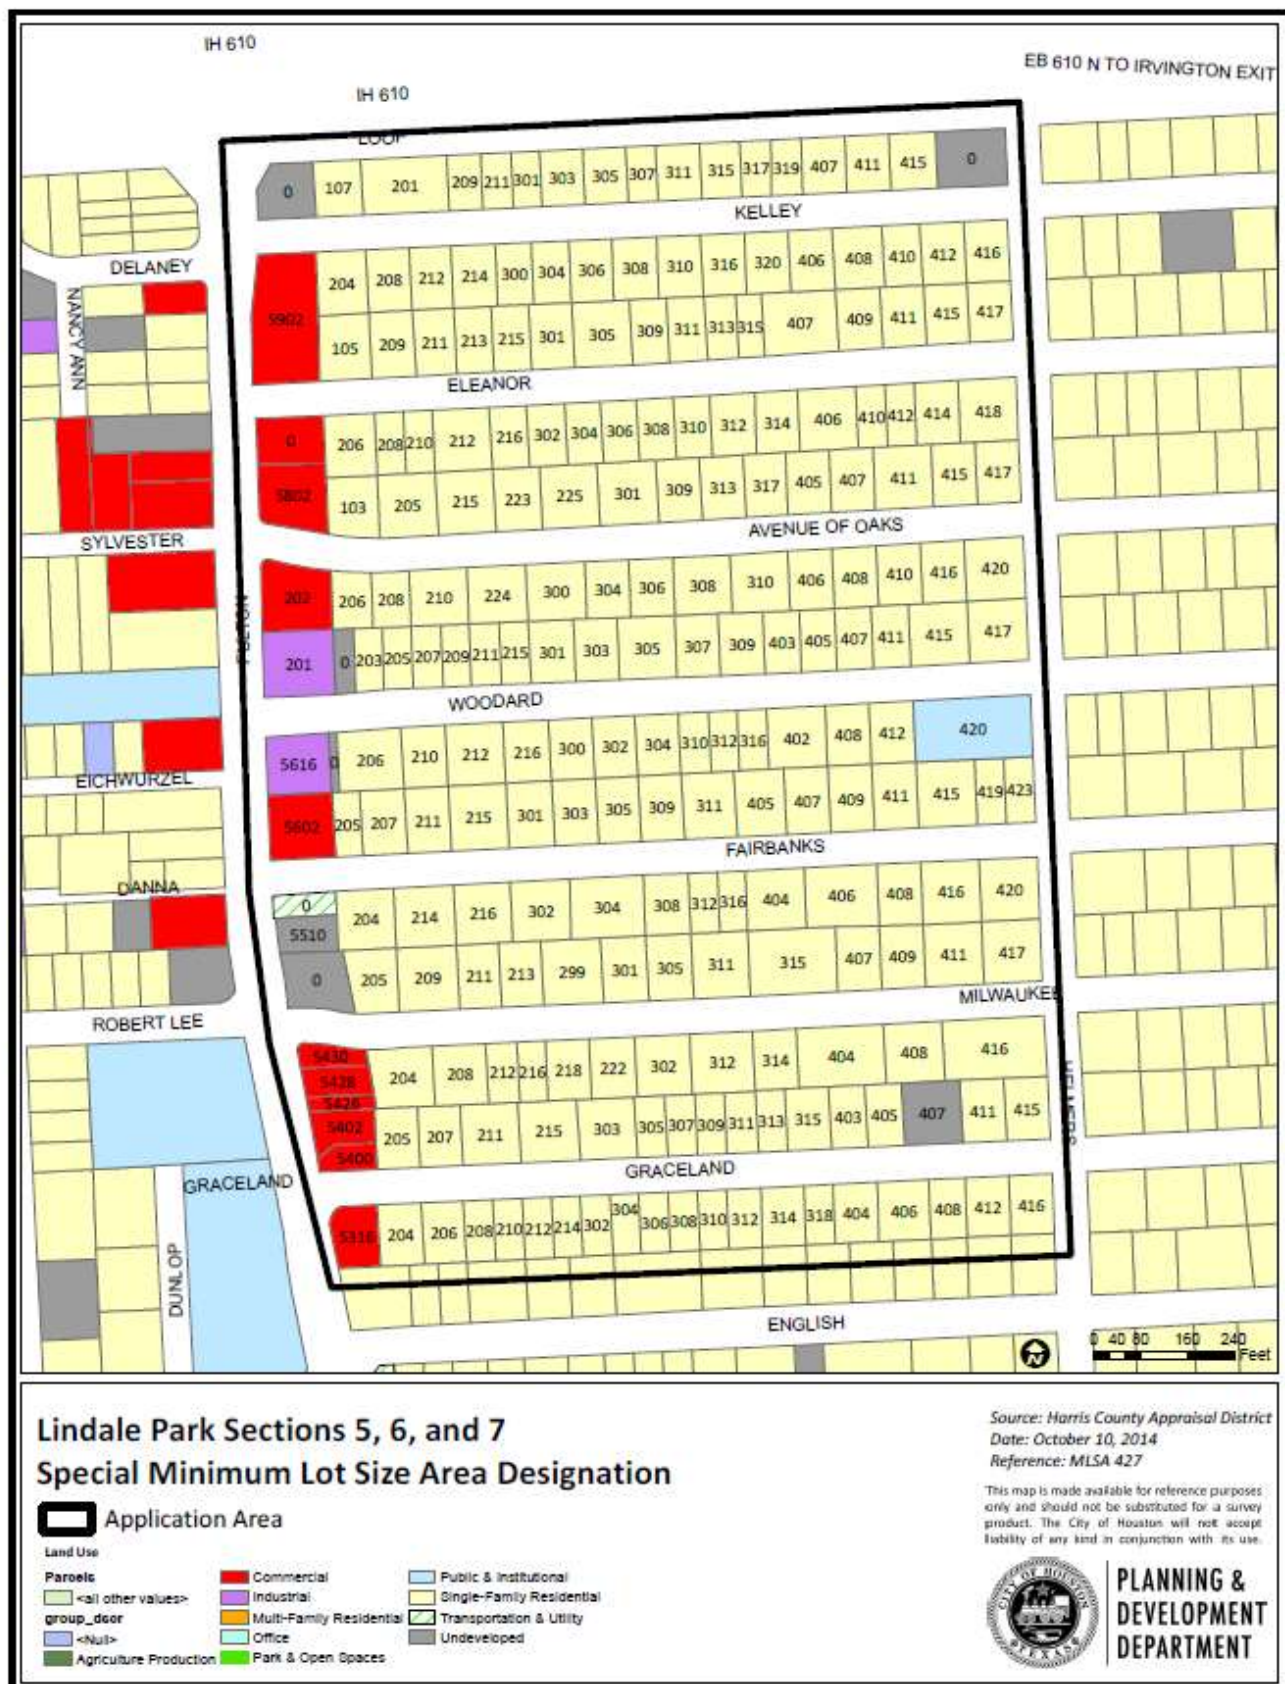 IH 610
EB 610 N TO IRVINGTON EXIT
IH 610
LOOP
0 107 201 209 211 301 303 305 307 311 315 317 319 407 411 415 0
KELLEY
DELANEY
NANCY ANN
5902
204 208 212 214 300 304 306 308 310 316 320 406 408 410 412 416
105 209 211 213 215 301 305 309 311 313 315 407 409 411 415 417
ELEANOR
0 206 208 210 212 216 302 304 306 308 310 312 314 406 410 412 414 418
5802 103 205 215 223 225 301 309 313 317 405 407 411 415 417
SYLVESTER
AVENUE OF OAKS
FULTON
202 206 208 210 224 300 304 306 308 310 406 408 410 416 420
201 0 203 205 207 209 211 215 301 303 305 307 309 403 405 407 411 415 417
WOODARD
5616 0 206 210 212 216 300 302 304 310 312 316 402 408 412 420
EICHWURZEL
5602 205 207 211 215 301 303 305 309 311 405 407 409 411 415 419 423
FAIRBANKS
DANNA
0 204 214 216 302 304 308 312 316 404 406 408 416 420
5510
0 205 209 211 213 299 301 305 311 315 407 409 411 417
MILWAUKEE
ROBERT LEE
5430
5428
204 208 212 216 218 222 302 312 314 404 408 416
5426
5402
205 207 211 215 303 305 307 309 311 313 315 403 405 407 411 415
5400
HELMERS
GRACELAND
GRACELAND
5316 204 206 208 210 212 214 302 304 306 308 310 312 314 318 404 406 408 412 416
DUNLOP
ENGLISH
N
0 40 80 160 240
Feet
Lindale Park Sections 5, 6, and 7
Special Minimum Lot Size Area Designation
Application Area
Land Use
Parcels
<all other values>
group_dscr
<Null>
Agriculture Production
Commercial
Industrial
Multi-Family Residential
Office
Park & Open Spaces
Public & Institutional
Single-Family Residential
Transportation & Utility
Undeveloped
Source: Harris County Appraisal District
Date: October 10, 2014
Reference: MLSA 427
This map is made available for reference purposes
only and should not be substituted for a survey
product. The City of Houston will not accept
liability of any kind in conjunction with its use.
CITY OF HOUSTON
TEXAS
PLANNING &
DEVELOPMENT
DEPARTMENT